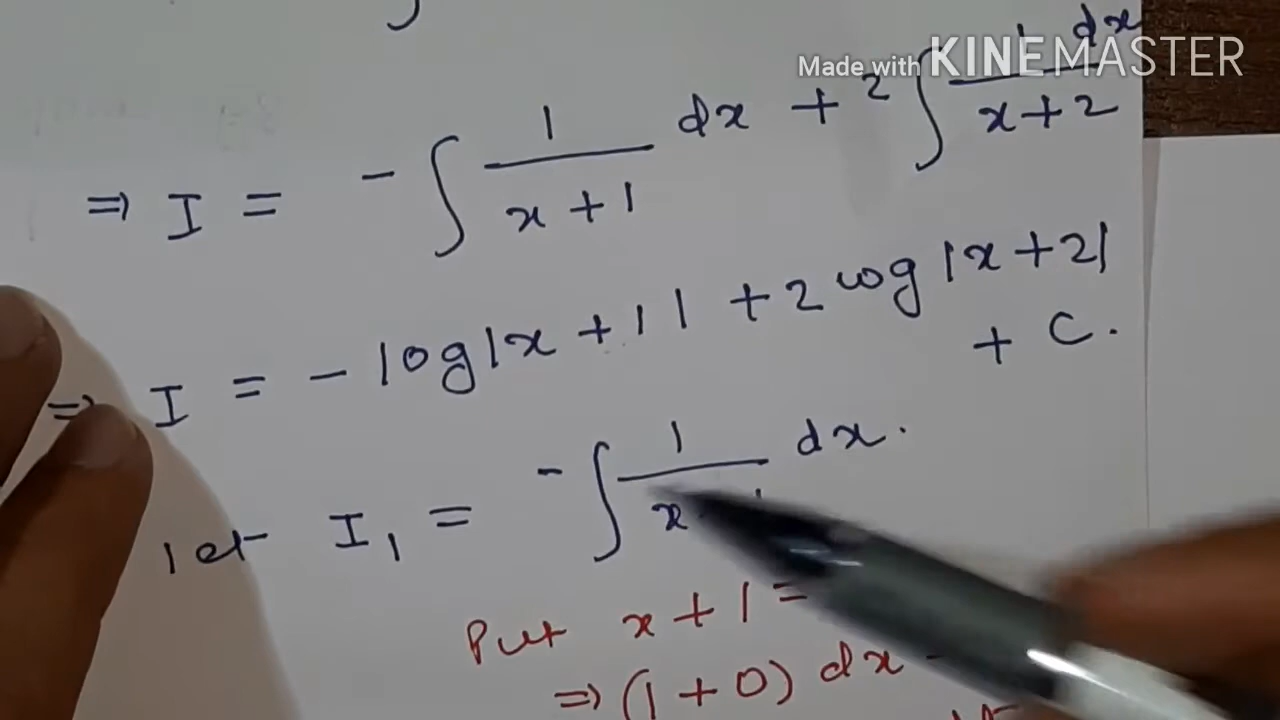 Made with KINEMASTER
⇒ I = -∫ 1/(x+1) dx + 2∫ 1/(x+2) dx
⇒ I = - log|x+1| + 2 log|x+2|
+ C.
let I₁ = -∫ 1/x dx.
Put x + 1 =
⇒ (1 + 0) dx